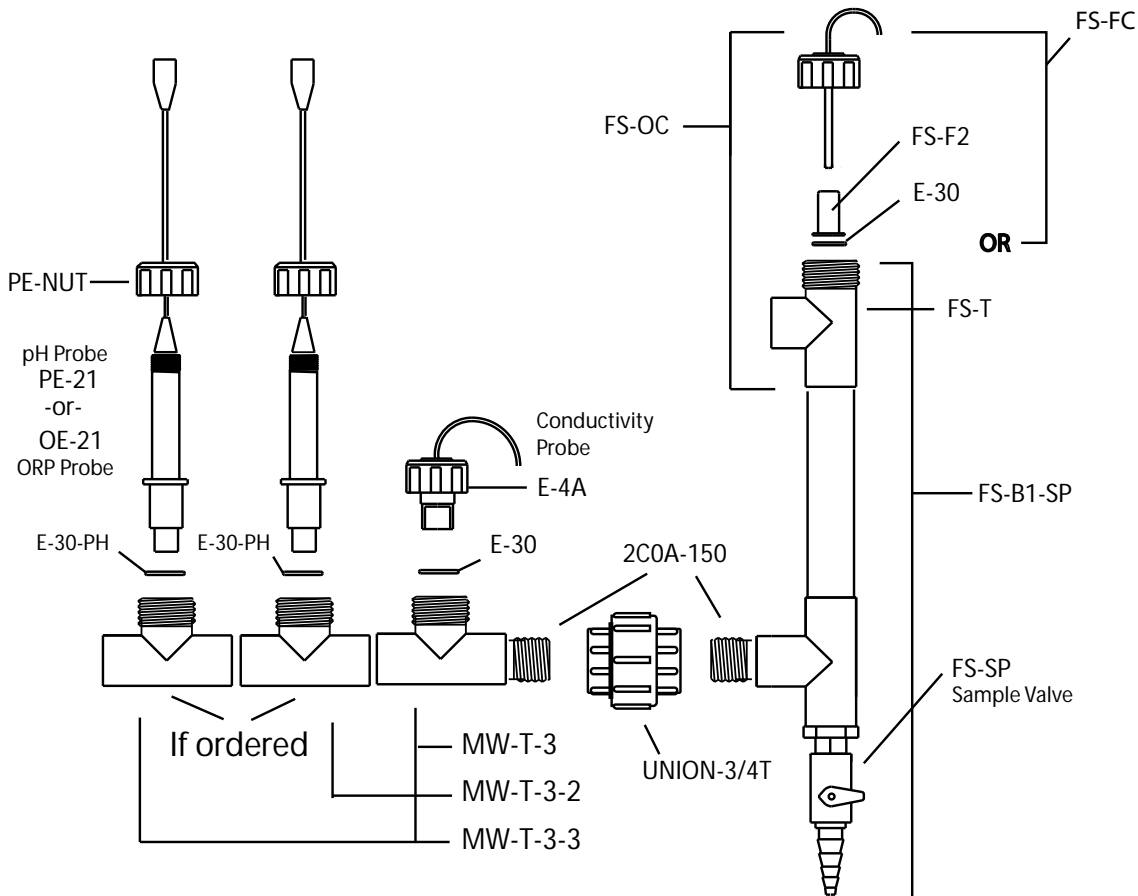 FS-FC
FS-OC
FS-F2
E-30
OR
PE-NUT
FS-T
pH Probe
PE-21
-or-
OE-21
ORP Probe
Conductivity
Probe
E-4A
FS-B1-SP
E-30-PH
E-30-PH
E-30
2C0A-150
FS-SP
Sample Valve
If ordered
MW-T-3
UNION-3/4T
MW-T-3-2
MW-T-3-3